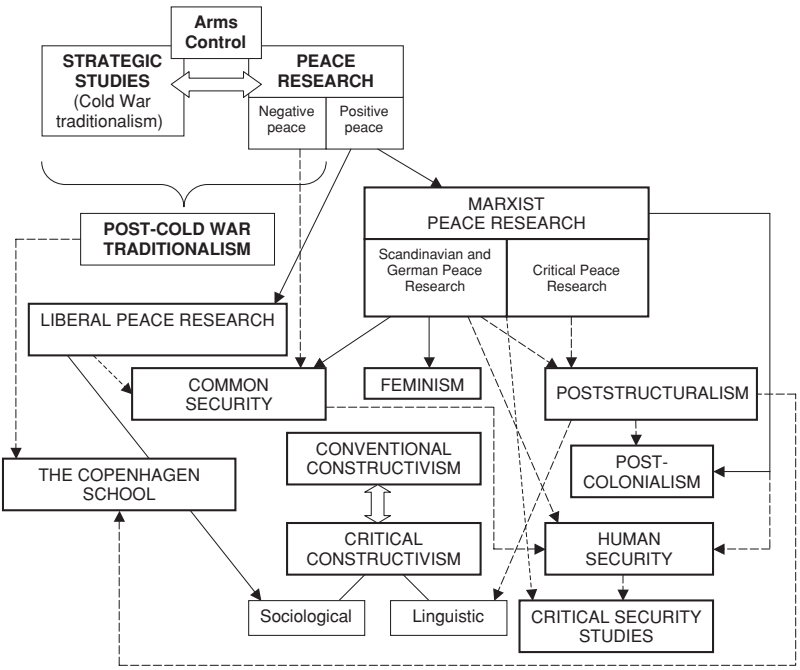 Arms
Control
STRATEGIC
STUDIES
(Cold War
traditionalism)
PEACE
RESEARCH
Negative
peace
Positive
peace
MARXIST
PEACE RESEARCH
Scandinavian and
German Peace
Research
Critical Peace
Research
POST-COLD WAR
TRADITIONALISM
LIBERAL PEACE RESEARCH
COMMON
SECURITY
FEMINISM
POSTSTRUCTURALISM
CONVENTIONAL
CONSTRUCTIVISM
POST-
COLONIALISM
THE COPENHAGEN
SCHOOL
CRITICAL
CONSTRUCTIVISM
HUMAN
SECURITY
Sociological
Linguistic
CRITICAL SECURITY
STUDIES